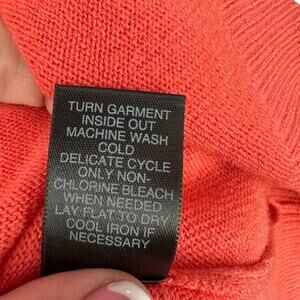 TURN GARMENT
INSIDE OUT
MACHINE WASH
COLD
DELICATE CYCLE
ONLY NON-
CHLORINE BLEACH
WHEN NEEDED
LAY FLAT TO DRY
COOL IRON IF
NECESSARY